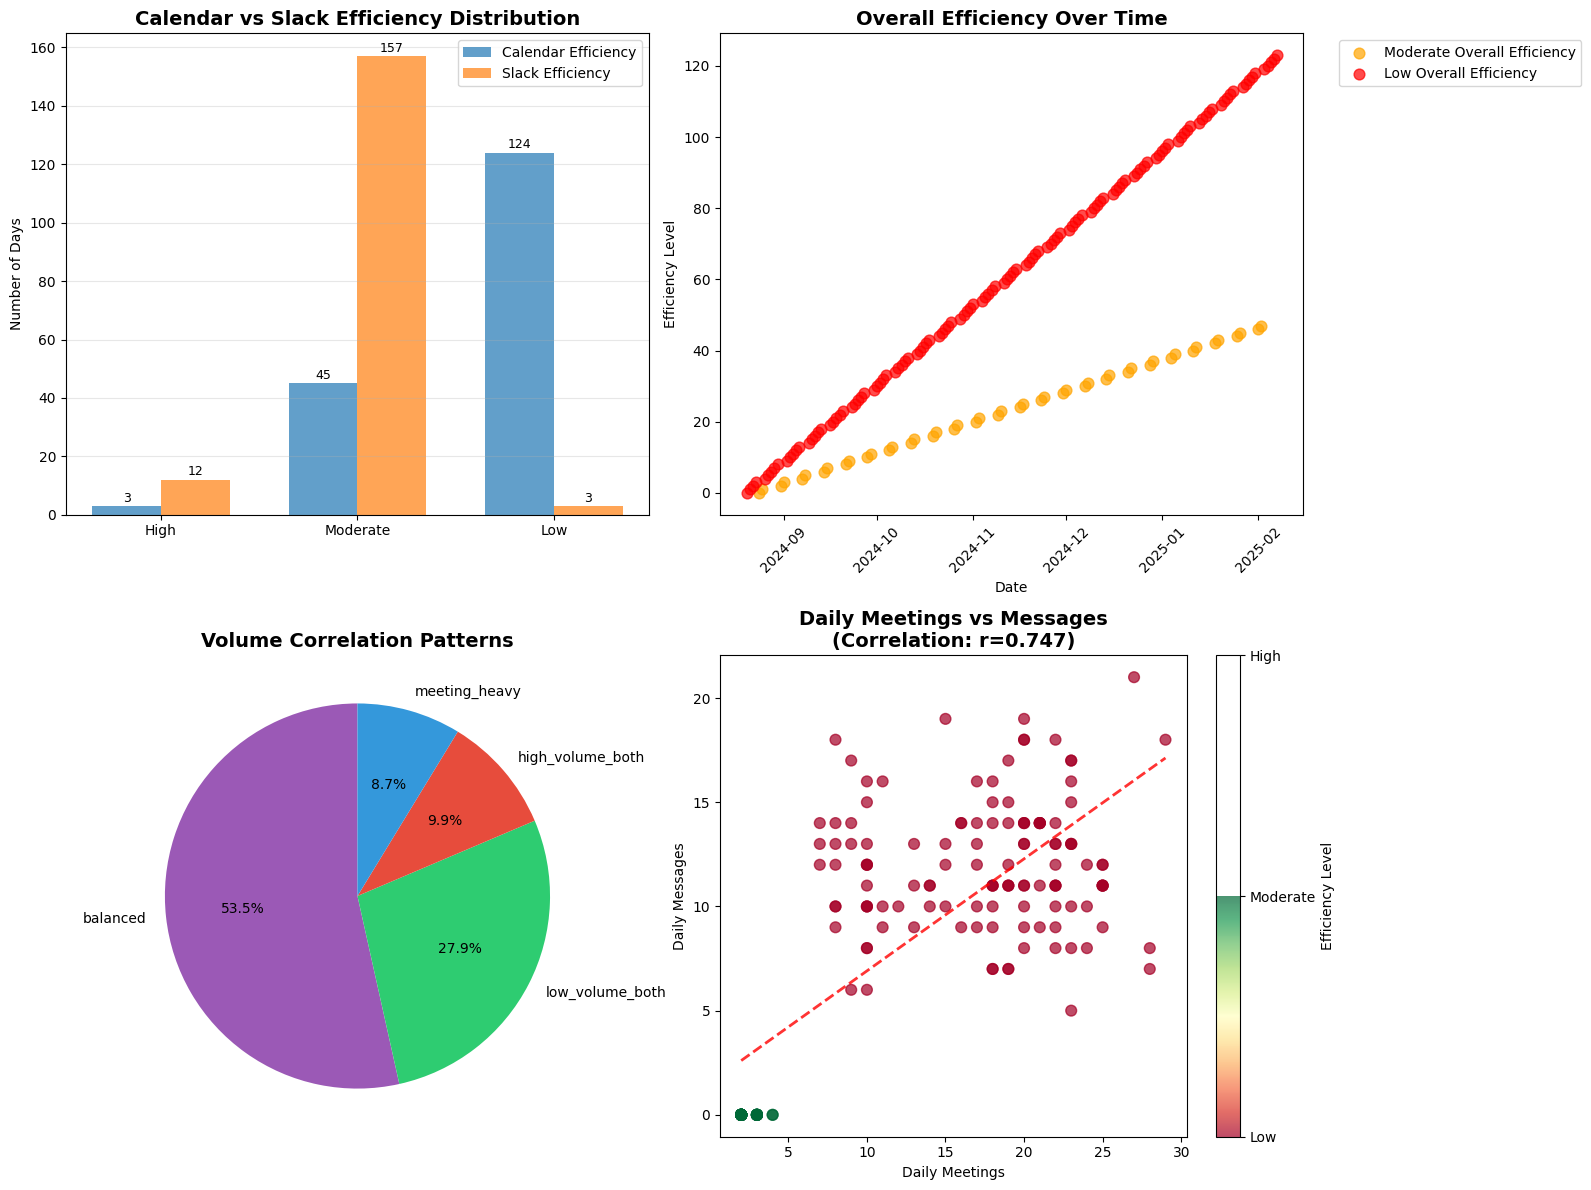 Calendar vs Slack Efficiency Distribution
Number of Days
160
140
120
100
80
60
40
20
0
3
12
45
157
124
3
High
Moderate
Low
Calendar Efficiency
Slack Efficiency
Overall Efficiency Over Time
Efficiency Level
120
100
80
60
40
20
0
2024-09
2024-10
2024-11
2024-12
2025-01
2025-02
Date
Moderate Overall Efficiency
Low Overall Efficiency
Volume Correlation Patterns
meeting_heavy
8.7%
high_volume_both
9.9%
balanced
53.5%
27.9%
low_volume_both
Daily Meetings vs Messages
(Correlation: r=0.747)
Daily Messages
20
15
10
5
0
5
10
15
20
25
30
Daily Meetings
High
Moderate
Low
Efficiency Level